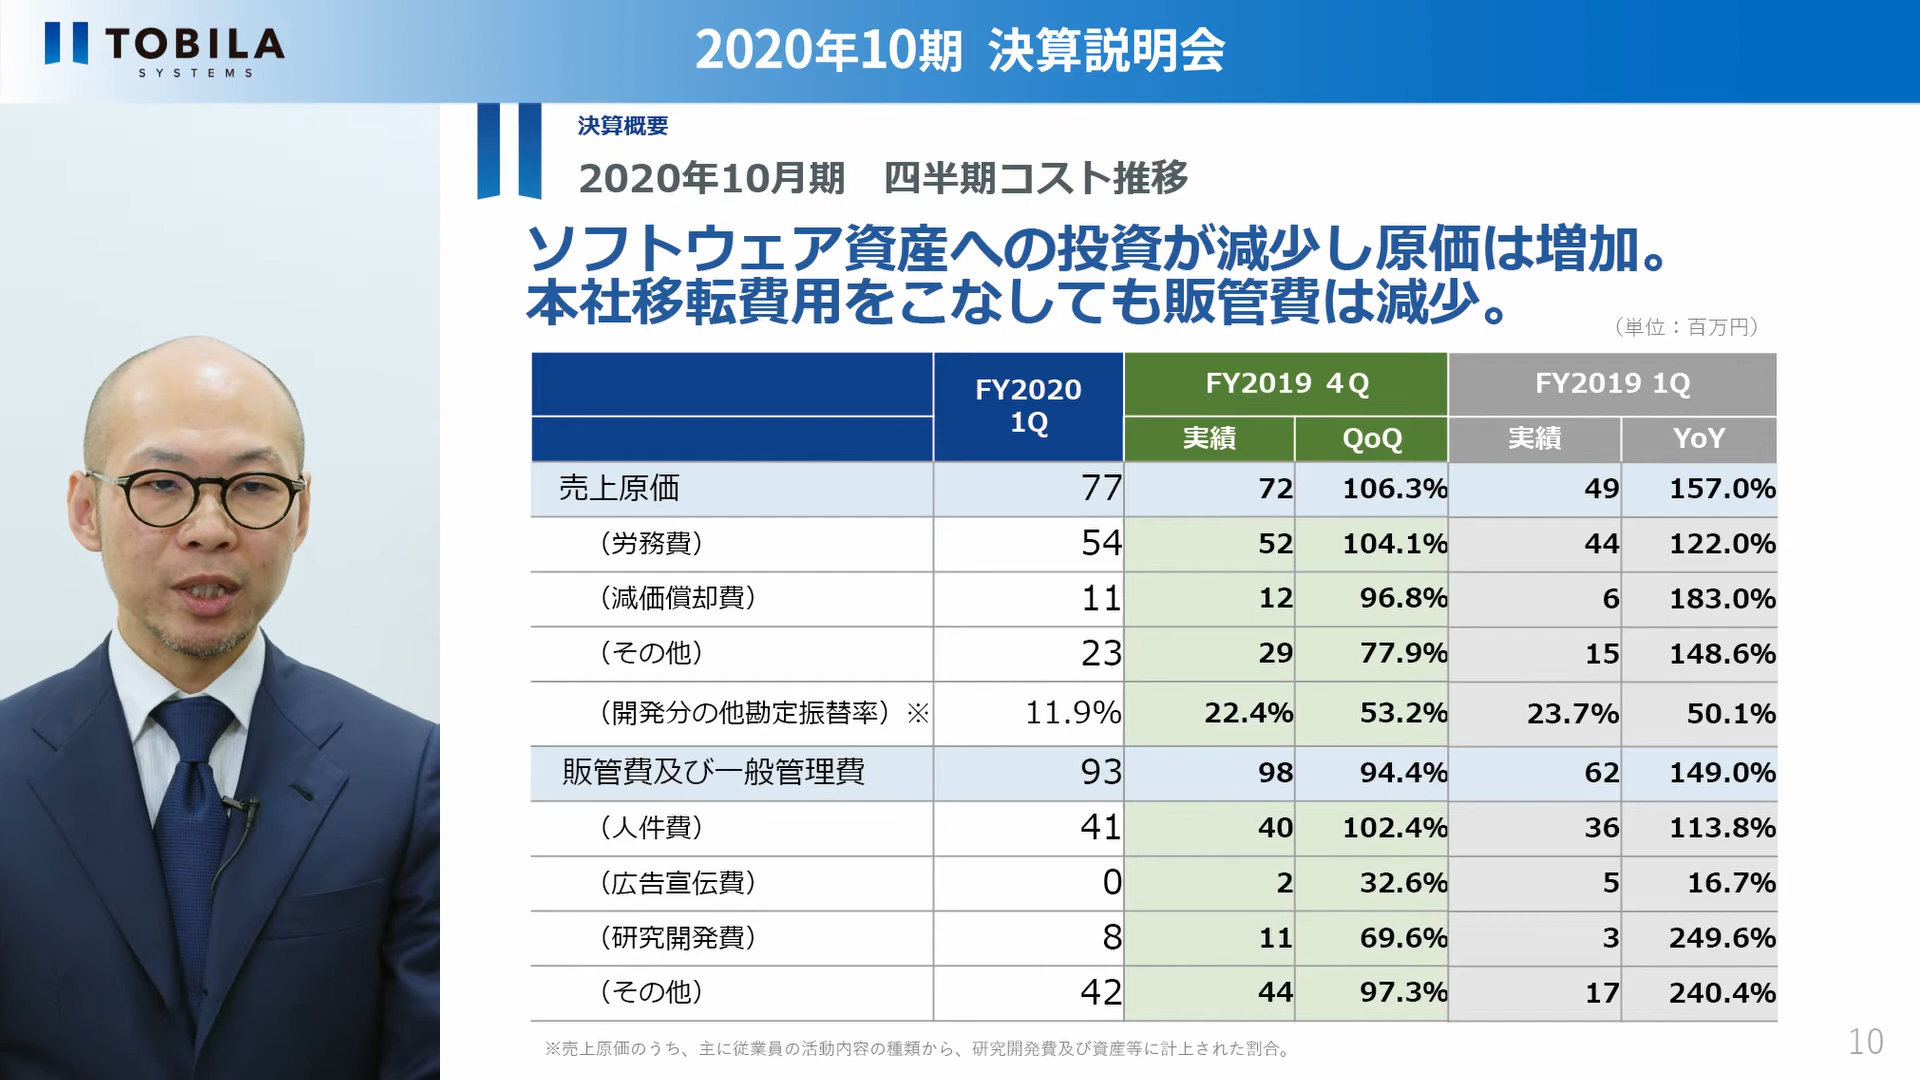 TOBILA
SYSTEMS
2020年10期 決算説明会
決算概要
2020年10月期 四半期コスト推移
ソフトウェア資産への投資が減少し原価は増加。
本社移転費用をこなしても販管費は減少。
（単位：百万円）
FY2020 1Q FY2019 ４Q FY2019 1Q
実績 QoQ 実績 YoY
売上原価 77 72 106.3% 49 157.0%
（労務費） 54 52 104.1% 44 122.0%
（減価償却費） 11 12 96.8% 6 183.0%
（その他） 23 29 77.9% 15 148.6%
（開発分の他勘定振替率）※ 11.9% 22.4% 53.2% 23.7% 50.1%
販管費及び一般管理費 93 98 94.4% 62 149.0%
（人件費） 41 40 102.4% 36 113.8%
（広告宣伝費） 0 2 32.6% 5 16.7%
（研究開発費） 8 11 69.6% 3 249.6%
（その他） 42 44 97.3% 17 240.4%
※売上原価のうち、主に従業員の活動内容の種類から、研究開発費及び資産等に計上された割合。
10